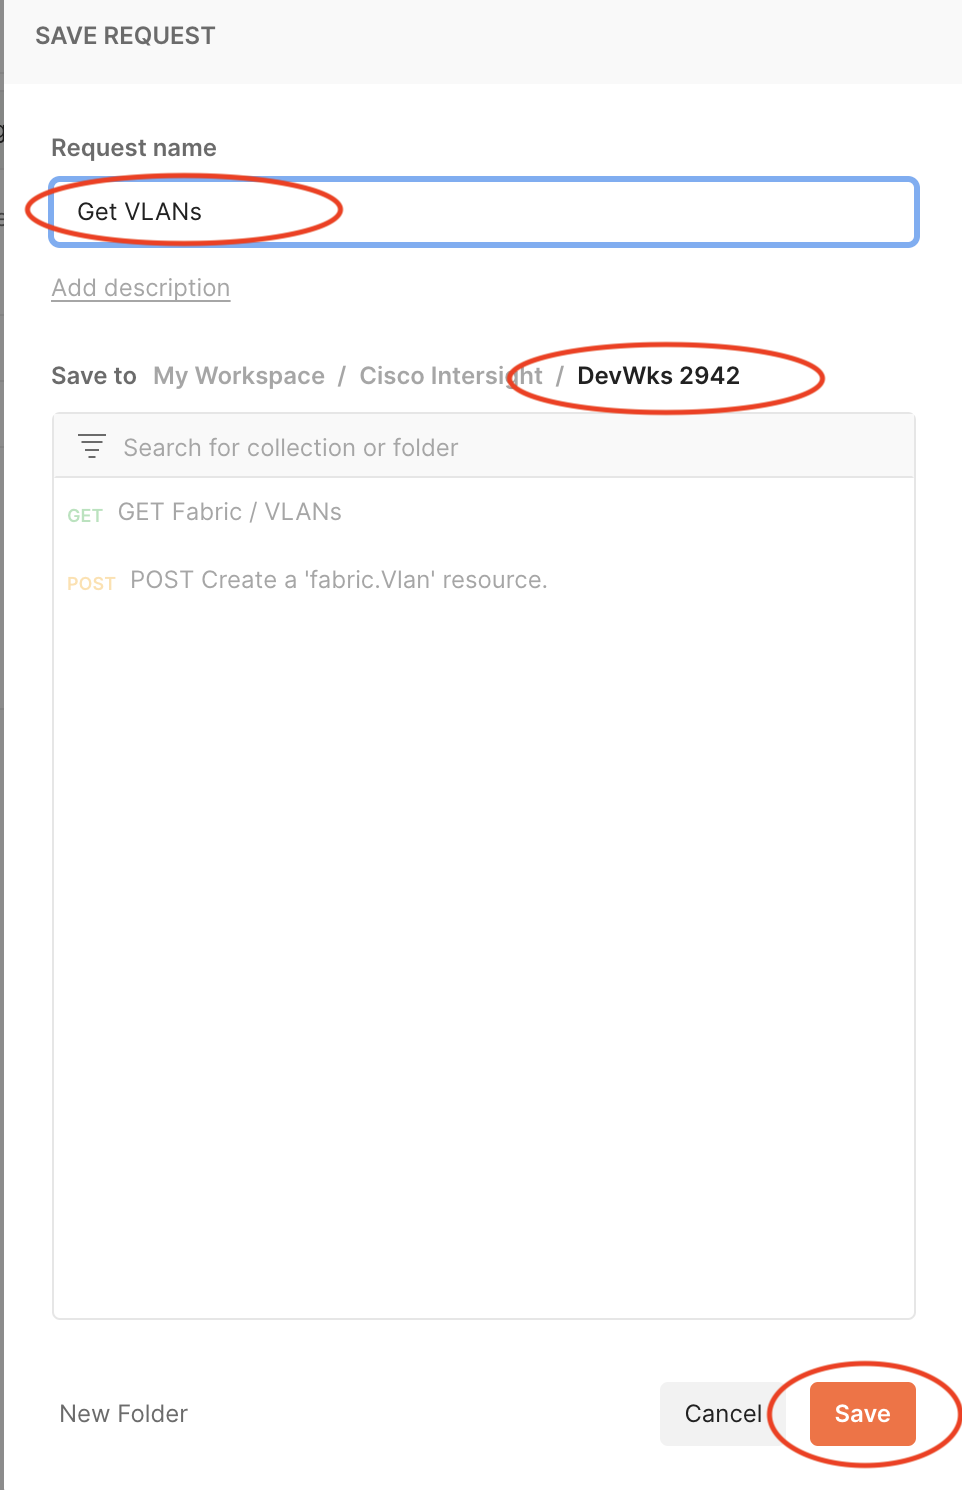 SAVE REQUEST
Request name
Get VLANs
Add description
Save to My Workspace / Cisco Intersight / DevWks 2942
Search for collection or folder
GET GET Fabric / VLANs
POST POST Create a 'fabric.Vlan' resource.
New Folder Cancel Save